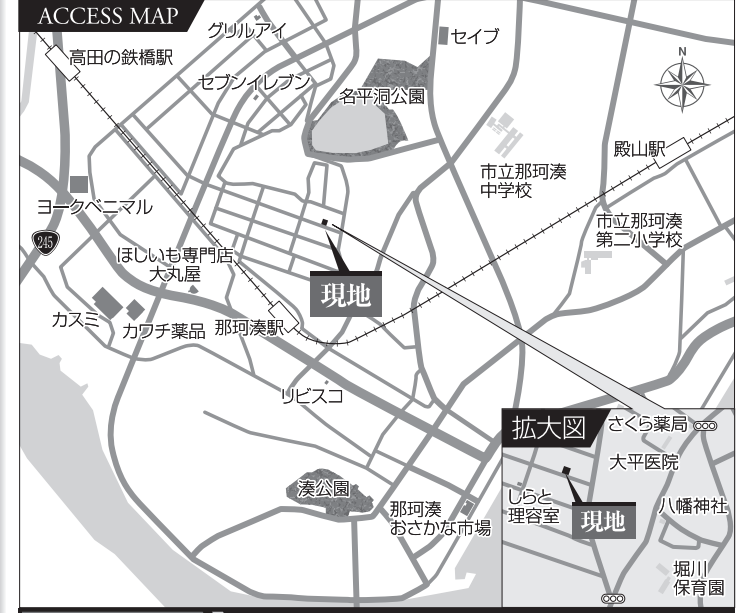 ACCESS MAP
グリルアイ
セイブ
高田の鉄橋駅
セブンイレブン
名平洞公園
N
殿山駅
市立那珂湊
中学校
ヨークベニマル
市立那珂湊
第二小学校
245
ほしいも専門店
大丸屋
現地
カスミ
カワチ薬品
那珂湊駅
リビスコ
拡大図
さくら薬局
大平医院
湊公園
しらと
理容室
現地
八幡神社
那珂湊
おさかな市場
堀川
保育園